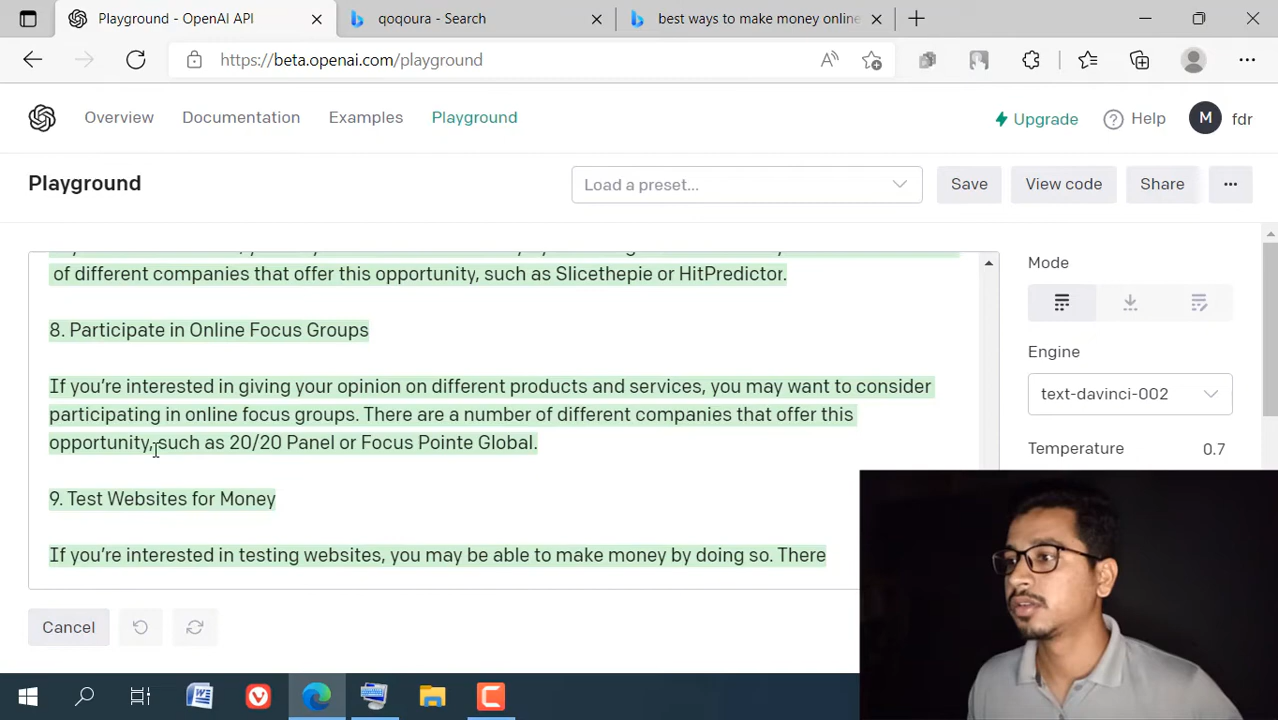 Playground - OpenAI API
qoqoura - Search
best ways to make money online
https://beta.openai.com/playground
Overview
Documentation
Examples
Playground
Upgrade
Help
M
fdr
Playground
Load a preset...
Save
View code
Share
of different companies that offer this opportunity, such as Slicethepie or HitPredictor.
8. Participate in Online Focus Groups
If you're interested in giving your opinion on different products and services, you may want to consider
participating in online focus groups. There are a number of different companies that offer this
opportunity, such as 20/20 Panel or Focus Pointe Global.
9. Test Websites for Money
If you're interested in testing websites, you may be able to make money by doing so. There
Mode
Engine
text-davinci-002
Temperature
0.7
Cancel